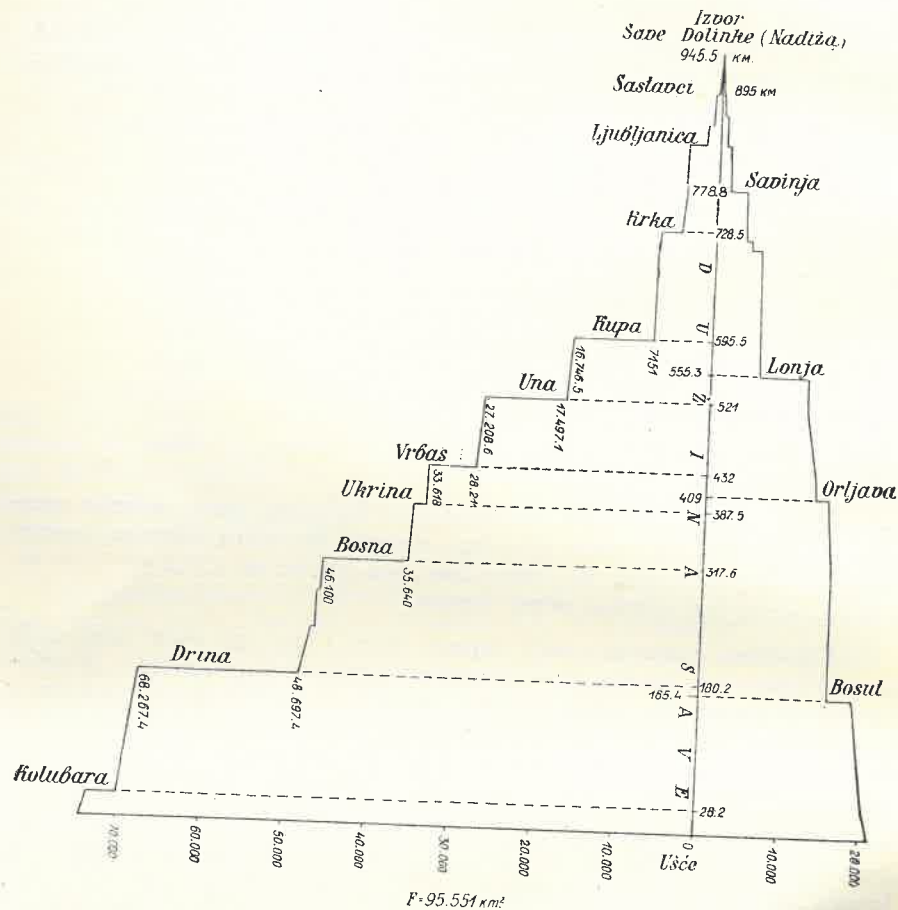 Izvor
Save Dolinke (Nadiža)
945.5 км.
Sastavci 895 км
Ljubljanica
778.8 Savinja
Krka 728.5
D
U
Kupa 595.5
16.746.5 7151
555.3 Lonja
Una Ž 521
27.208.6 17.497.1
I
Vrbas 432
33.618 28.211
409 Orljava
Ukrina N 387.5
Bosna A 317.6
46.100 35.640
S
Drina 180.2
68.267.4 48.697.4
165.4 Bosut
A
V
Kolubara E 28.2
70.000 60.000 50.000 40.000 30.000 20.000 10.000 0 10.000 20.000
Ušće
F=95.551 км²